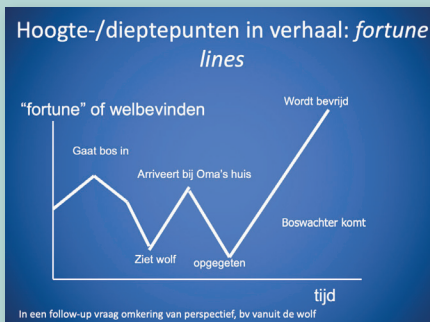 Hoogte-/dieptepunten in verhaal: fortune
lines
Wordt bevrijd
“fortune” of welbevinden
Gaat bos in
Arriveert bij Oma's huis
Boswachter komt
Ziet wolf
opgegeten
tijd
In een follow-up vraag omkering van perspectief, bv vanuit de wolf